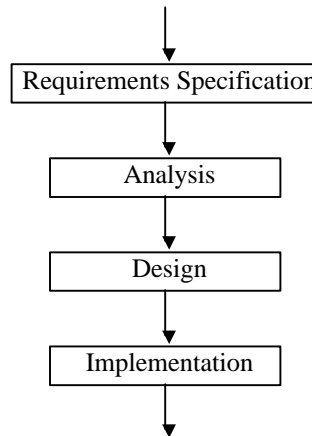 Requirements Specification
Analysis
Design
Implementation